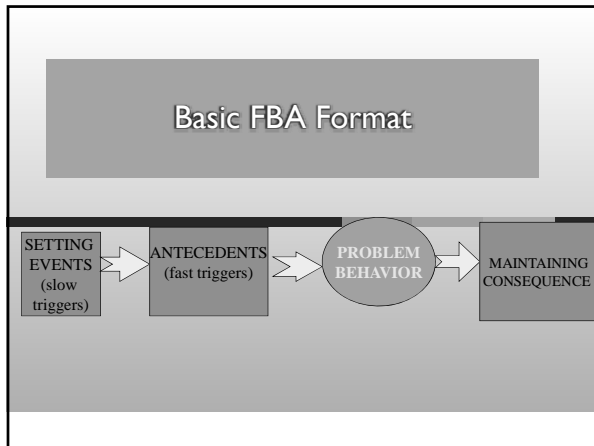 Basic FBA Format
SETTING
EVENTS
(slow
triggers)
ANTECEDENTS
(fast triggers)
PROBLEM
BEHAVIOR
MAINTAINING
CONSEQUENCE